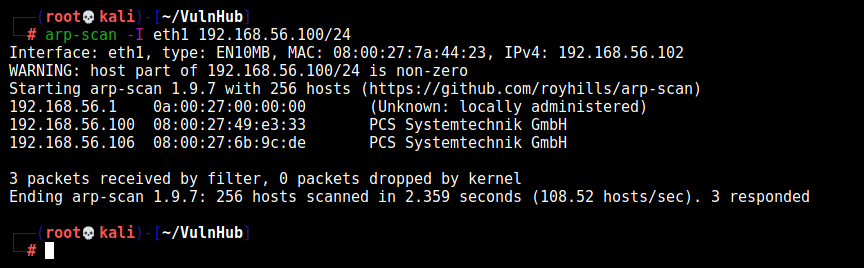 ┌──(root💀kali)-[~/VulnHub]
└─# arp-scan -I eth1 192.168.56.100/24
Interface: eth1, type: EN10MB, MAC: 08:00:27:7a:44:23, IPv4: 192.168.56.102
WARNING: host part of 192.168.56.100/24 is non-zero
Starting arp-scan 1.9.7 with 256 hosts (https://github.com/royhills/arp-scan)
192.168.56.1    0a:00:27:00:00:00       (Unknown: locally administered)
192.168.56.100  08:00:27:49:e3:33       PCS Systemtechnik GmbH
192.168.56.106  08:00:27:6b:9c:de       PCS Systemtechnik GmbH
3 packets received by filter, 0 packets dropped by kernel
Ending arp-scan 1.9.7: 256 hosts scanned in 2.359 seconds (108.52 hosts/sec). 3 responded
┌──(root💀kali)-[~/VulnHub]
└─#